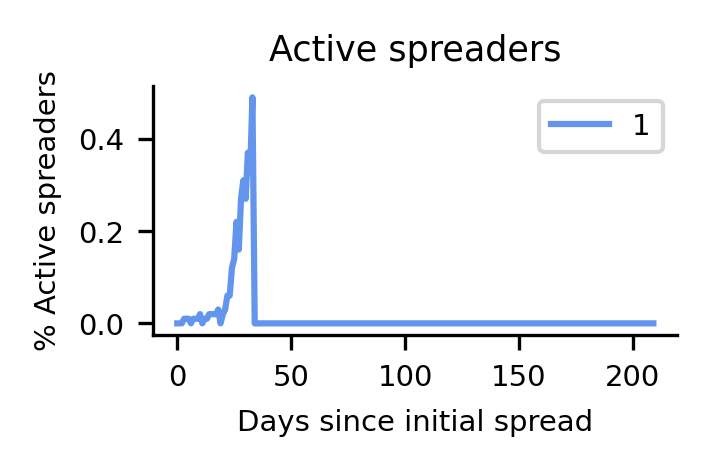 Active spreaders
% Active spreaders
0.4
0.2
0.0
1
0 50 100 150 200
Days since initial spread